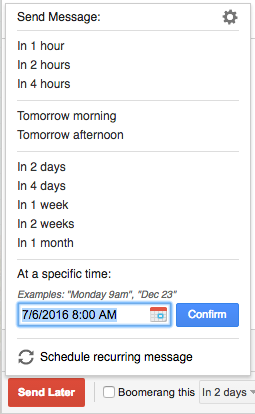 Send Message:
In 1 hour
In 2 hours
In 4 hours
Tomorrow morning
Tomorrow afternoon
In 2 days
In 4 days
In 1 week
In 2 weeks
In 1 month
At a specific time:
Examples: "Monday 9am", "Dec 23"
7/6/2016 8:00 AM Confirm
Schedule recurring message
Send Later Boomerang this In 2 days